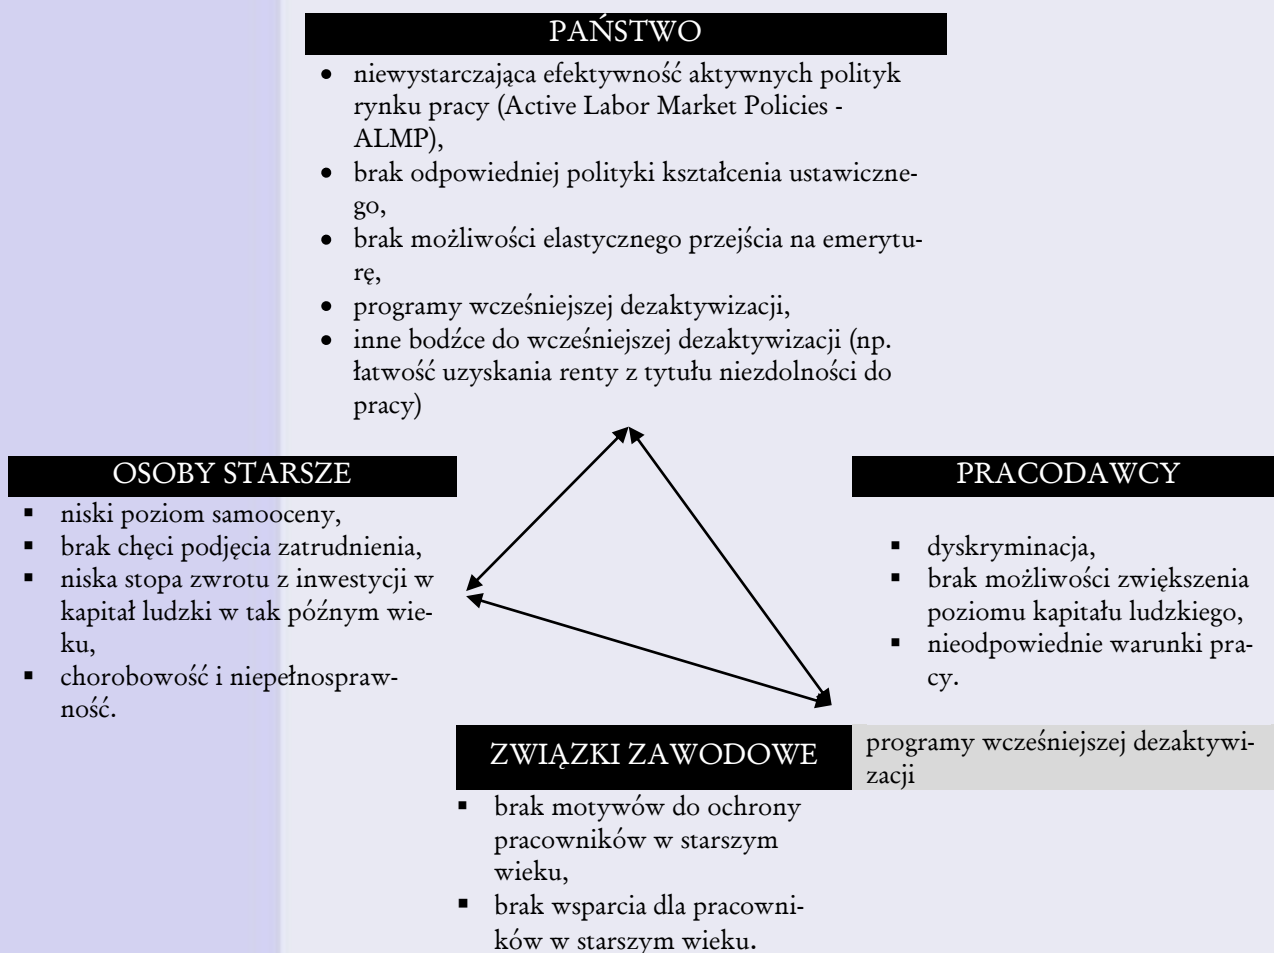 PAŃSTWO
• niewystarczająca efektywność aktywnych polityk
rynku pracy (Active Labor Market Policies -
ALMP),
• brak odpowiedniej polityki kształcenia ustawiczne-
go,
• brak możliwości elastycznego przejścia na emerytu-
rę,
• programy wcześniejszej dezaktywizacji,
• inne bodźce do wcześniejszej dezaktywizacji (np.
łatwość uzyskania renty z tytułu niezdolności do
pracy)
OSOBY STARSZE
▪ niski poziom samooceny,
▪ brak chęci podjęcia zatrudnienia,
▪ niska stopa zwrotu z inwestycji w
kapitał ludzki w tak późnym wie-
ku,
▪ chorobowość i niepełnospraw-
ność.
PRACODAWCY
▪ dyskryminacja,
▪ brak możliwości zwiększenia
poziomu kapitału ludzkiego,
▪ nieodpowiednie warunki pra-
cy.
ZWIĄZKI ZAWODOWE
programy wcześniejszej dezaktywi-
zacji
▪ brak motywów do ochrony
pracowników w starszym
wieku,
▪ brak wsparcia dla pracowni-
ków w starszym wieku.